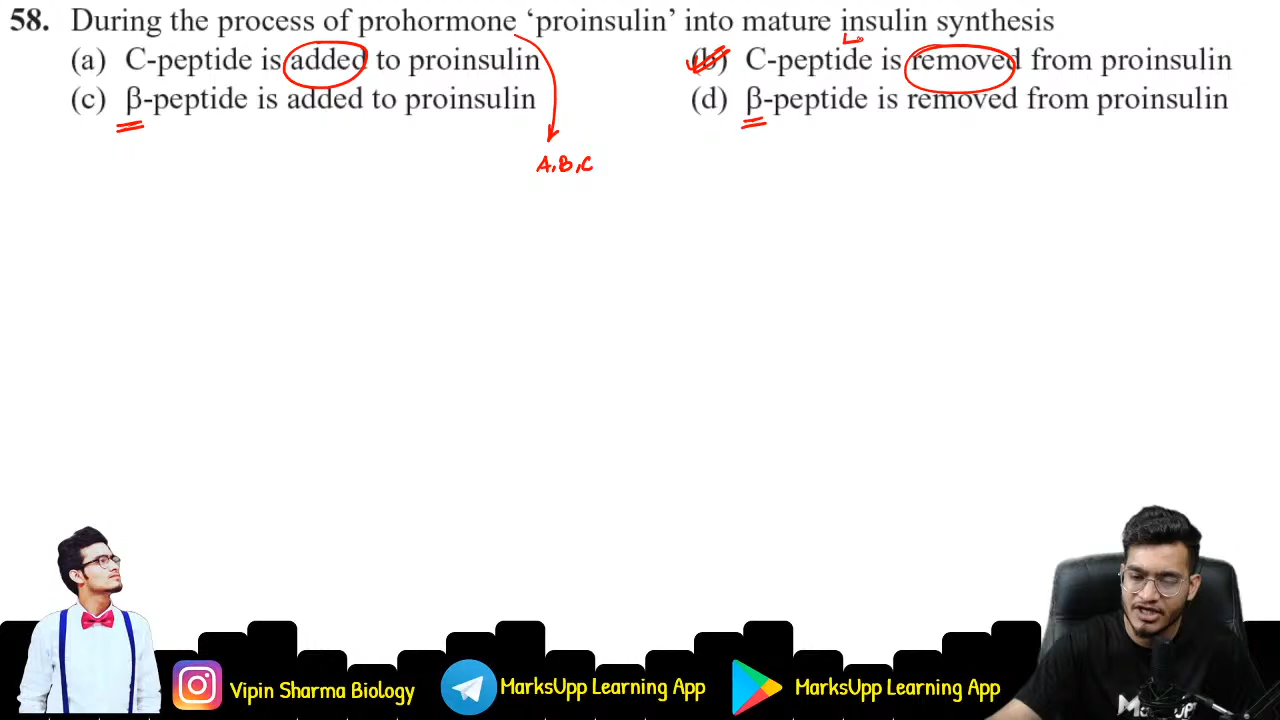 58. During the process of prohormone ‘proinsulin’ into mature insulin synthesis
(a) C-peptide is added to proinsulin (b) C-peptide is removed from proinsulin
(c) β-peptide is added to proinsulin (d) β-peptide is removed from proinsulin
A, B, C
Vipin Sharma Biology MarksUpp Learning App MarksUpp Learning App